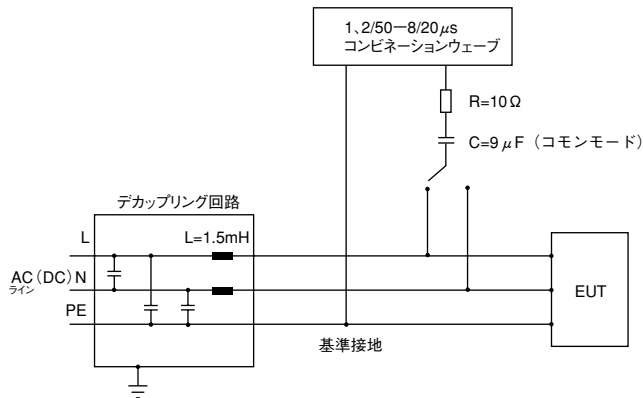 1、2/50―8/20μs
コンビネーションウェーブ
R=10Ω
C=9μF（コモンモード）
デカップリング回路
L
L=1.5mH
AC（DC）N
ライン
EUT
PE
基準接地